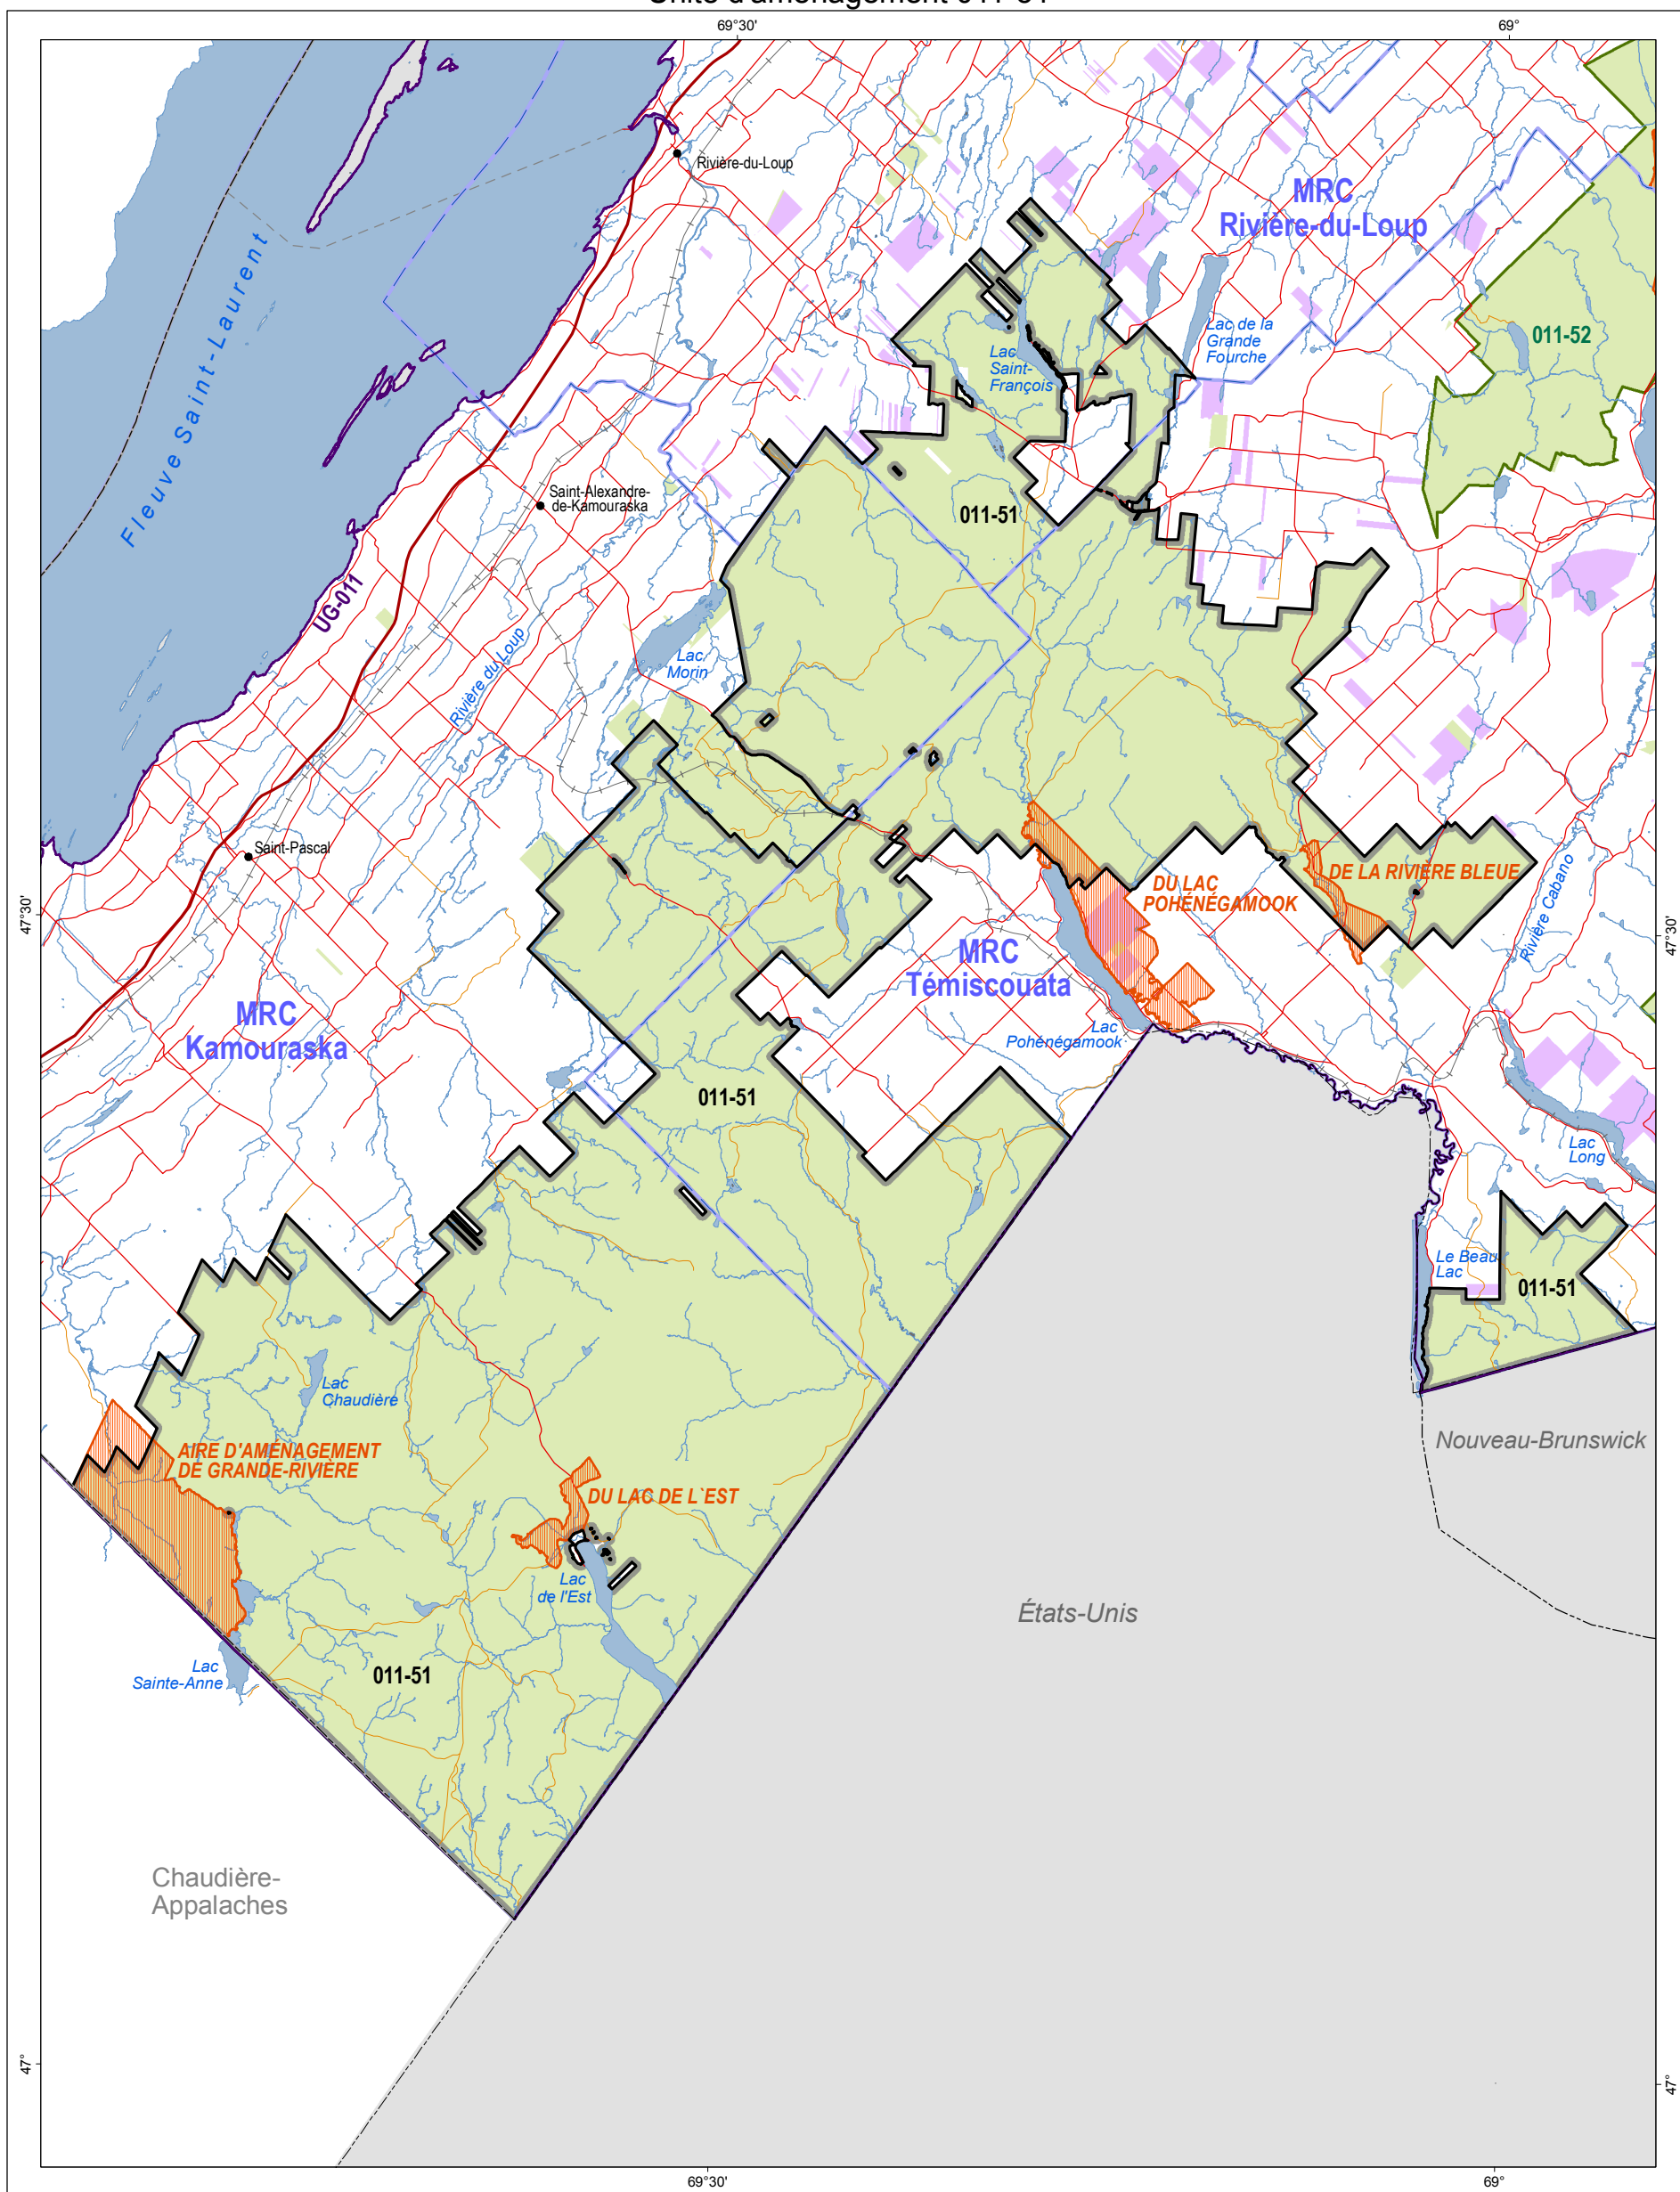 69°30'
69°
Rivière-du-Loup
MRC
Rivière-du-Loup
Fleuve Saint-Laurent
Lac de la
Grande
Fourche
011-52
Lac
Saint-
François
Saint-Alexandre-
de-Kamouraska
011-51
UG-011
Rivière du Loup
Lac
Morin
Saint-Pascal
DE LA RIVIÈRE BLEUE
DU LAC
POHÉNÉGAMOOK
Rivière Cabano
47°30'
47°30'
MRC
Témiscouata
MRC
Kamouraska
Lac
Pohénégamook
011-51
Lac
Long
Le Beau
Lac
011-51
Lac
Chaudière
AIRE D'AMÉNAGEMENT
DE GRANDE-RIVIÈRE
Nouveau-Brunswick
DU LAC DE L`EST
Lac
de l'Est
États-Unis
Lac
Sainte-Anne
011-51
Chaudière-
Appalaches
47°
47°
69°30'
69°